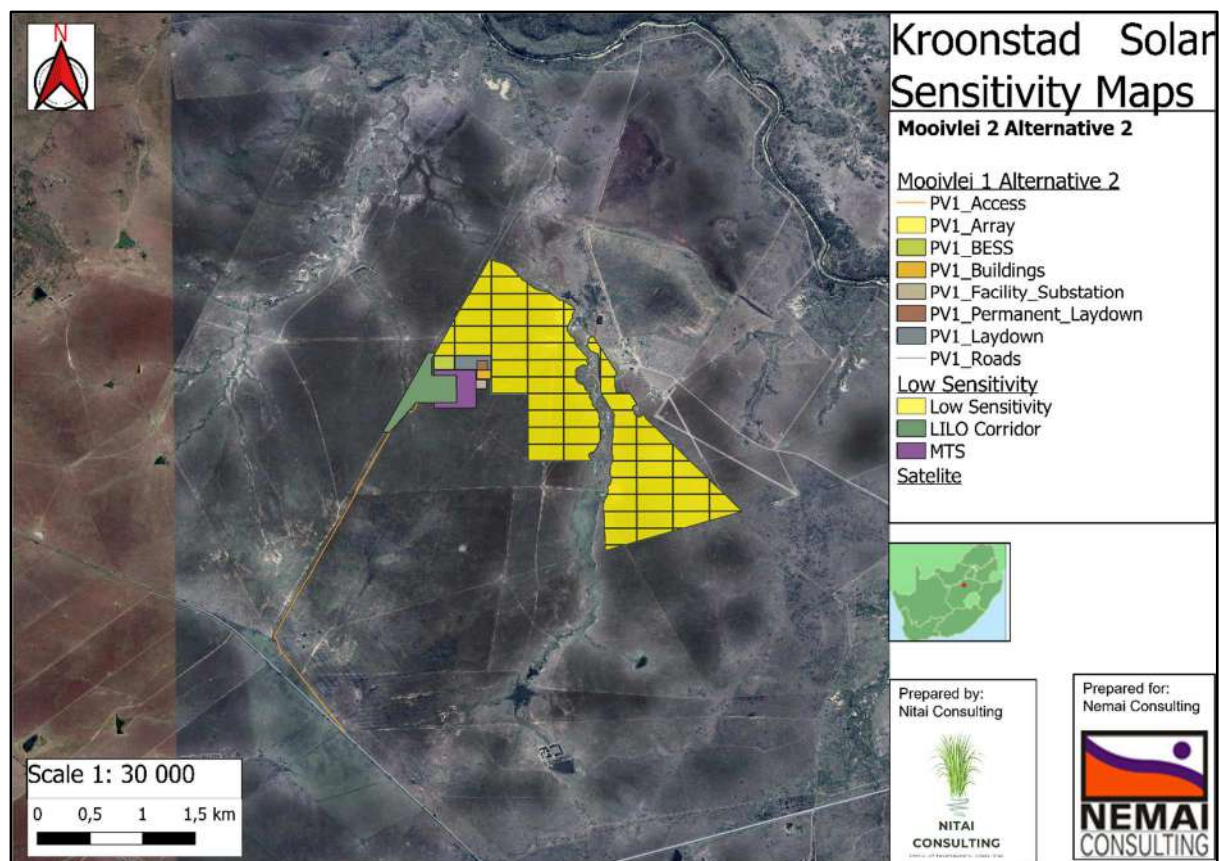 N
Kroonstad Solar
Sensitivity Maps
Mooivlei 2 Alternative 2
Mooivlei 1 Alternative 2
PV1_Access
PV1_Array
PV1_BESS
PV1_Buildings
PV1_Facility_Substation
PV1_Permanent_Laydown
PV1_Laydown
PV1_Roads
Low Sensitivity
Low Sensitivity
LILO Corridor
MTS
Satelite
Scale 1: 30 000
0 0,5 1 1,5 km
Prepared by:
Nitai Consulting
NITAI
CONSULTING
Prepared for:
Nemai Consulting
NEMAI
CONSULTING